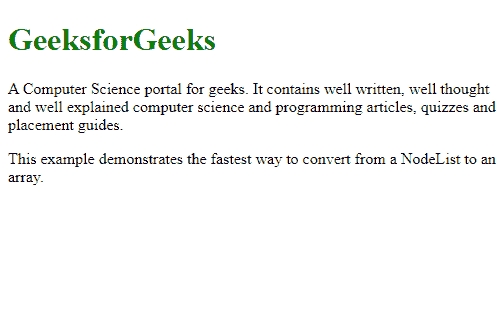 GeeksforGeeks
A Computer Science portal for geeks. It contains well written, well thought
and well explained computer science and programming articles, quizzes and
placement guides.
This example demonstrates the fastest way to convert from a NodeList to an
array.